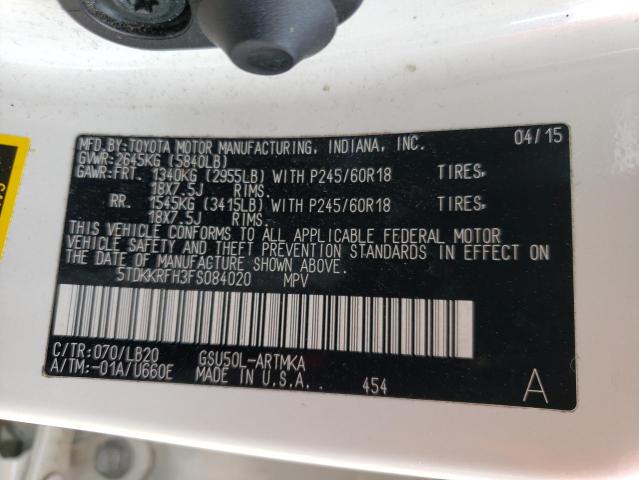 MFD.BY:TOYOTA MOTOR MANUFACTURING, INDIANA, INC. 04/15
GVWR:2645KG (5840LB)
GAWR:FRT. 1340KG (2955LB) WITH P245/60R18 TIRES,
18X7.5J RIMS.
RR. 1545KG (3415LB) WITH P245/60R18 TIRES,
18X7.5J RIMS.
THIS VEHICLE CONFORMS TO ALL APPLICABLE FEDERAL MOTOR
VEHICLE SAFETY AND THEFT PREVENTION STANDARDS IN EFFECT ON
THE DATE OF MANUFACTURE SHOWN ABOVE.
5TDKKRFH3FS084020 MPV
C/TR:070/LB20 GSU50L-ARTMKA
A/TM:-01A/U660E MADE IN U.S.A. 454 A